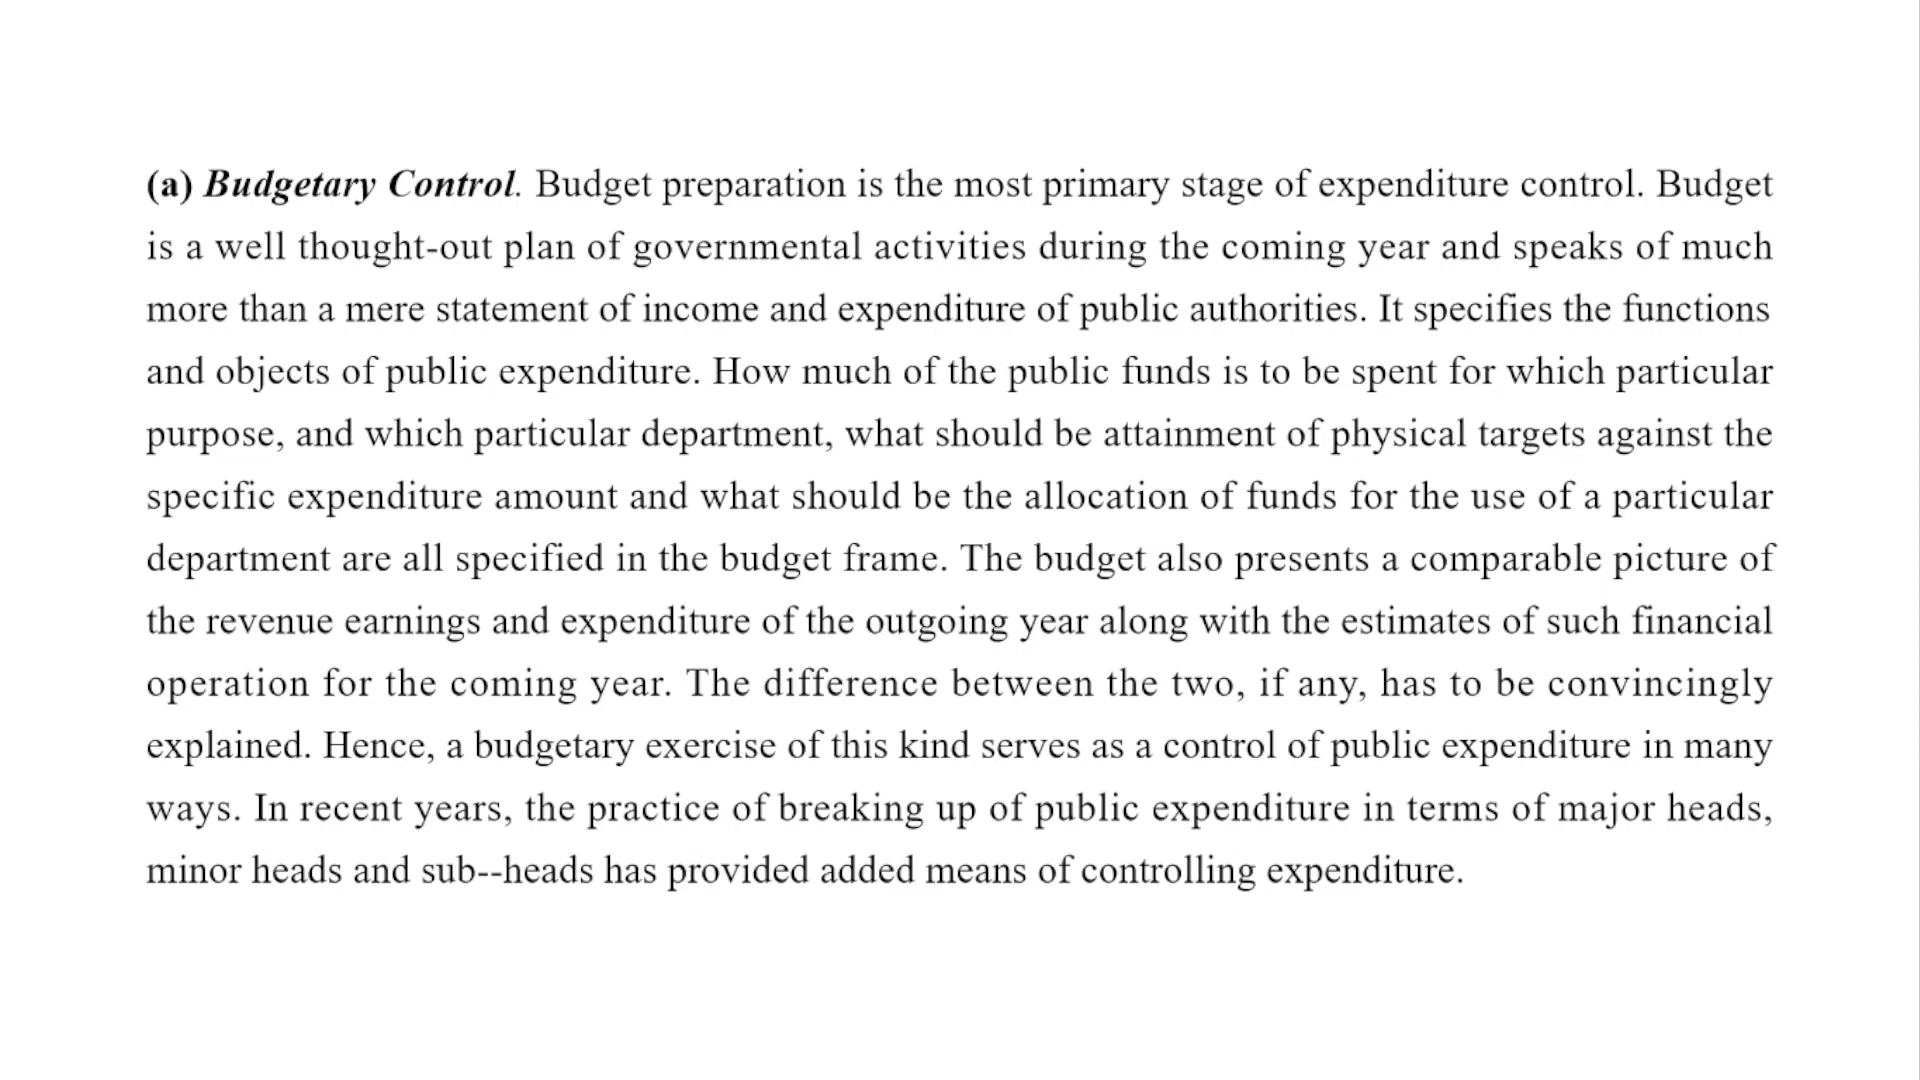 (a) Budgetary Control. Budget preparation is the most primary stage of expenditure control. Budget
is a well thought-out plan of governmental activities during the coming year and speaks of much
more than a mere statement of income and expenditure of public authorities. It specifies the functions
and objects of public expenditure. How much of the public funds is to be spent for which particular
purpose, and which particular department, what should be attainment of physical targets against the
specific expenditure amount and what should be the allocation of funds for the use of a particular
department are all specified in the budget frame. The budget also presents a comparable picture of
the revenue earnings and expenditure of the outgoing year along with the estimates of such financial
operation for the coming year. The difference between the two, if any, has to be convincingly
explained. Hence, a budgetary exercise of this kind serves as a control of public expenditure in many
ways. In recent years, the practice of breaking up of public expenditure in terms of major heads,
minor heads and sub--heads has provided added means of controlling expenditure.